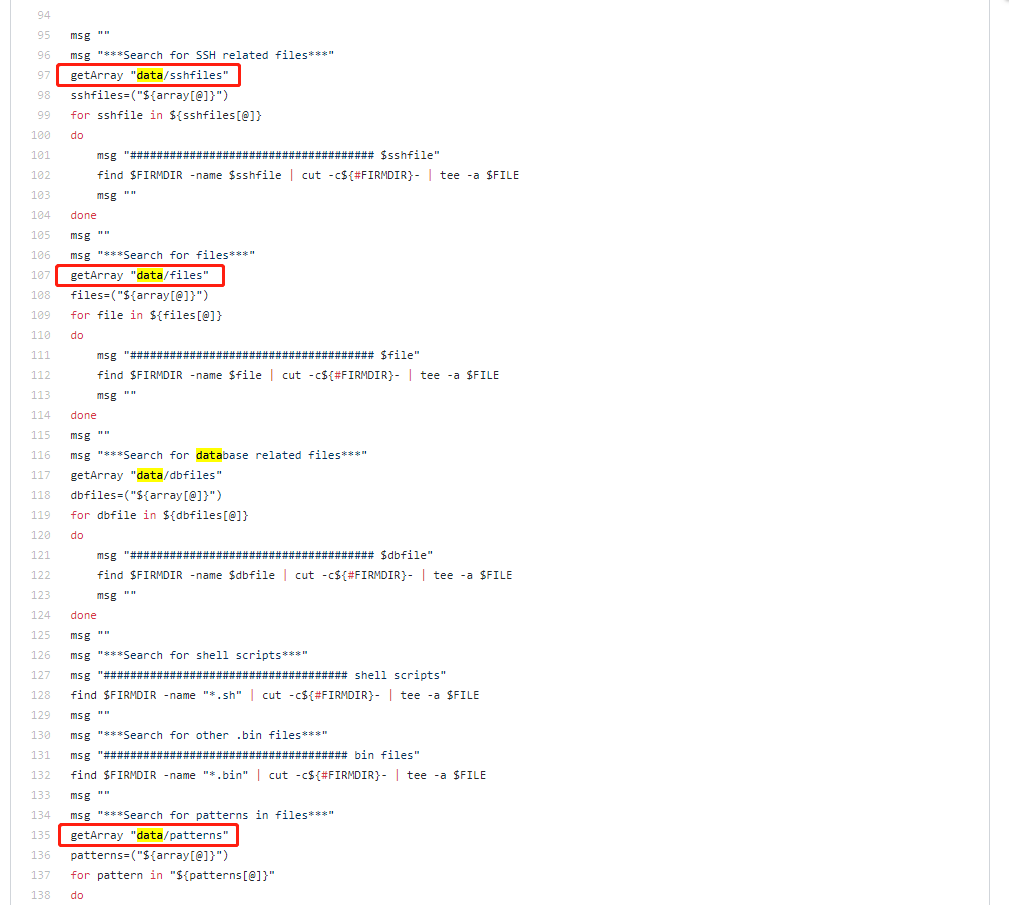 94
95 msg ""
96 msg "***Search for SSH related files***"
97 getArray "data/sshfiles"
98 sshfiles=("${array[@]}")
99 for sshfile in ${sshfiles[@]}
100 do
101     msg "##################################### $sshfile"
102     find $FIRMDIR -name $sshfile | cut -c${#FIRMDIR}- | tee -a $FILE
103     msg ""
104 done
105 msg ""
106 msg "***Search for files***"
107 getArray "data/files"
108 files=("${array[@]}")
109 for file in ${files[@]}
110 do
111     msg "##################################### $file"
112     find $FIRMDIR -name $file | cut -c${#FIRMDIR}- | tee -a $FILE
113     msg ""
114 done
115 msg ""
116 msg "***Search for database related files***"
117 getArray "data/dbfiles"
118 dbfiles=("${array[@]}")
119 for dbfile in ${dbfiles[@]}
120 do
121     msg "##################################### $dbfile"
122     find $FIRMDIR -name $dbfile | cut -c${#FIRMDIR}- | tee -a $FILE
123     msg ""
124 done
125 msg ""
126 msg "***Search for shell scripts***"
127 msg "##################################### shell scripts"
128 find $FIRMDIR -name "*.sh" | cut -c${#FIRMDIR}- | tee -a $FILE
129 msg ""
130 msg "***Search for other .bin files***"
131 msg "##################################### bin files"
132 find $FIRMDIR -name "*.bin" | cut -c${#FIRMDIR}- | tee -a $FILE
133 msg ""
134 msg "***Search for patterns in files***"
135 getArray "data/patterns"
136 patterns=("${array[@]}")
137 for pattern in "${patterns[@]}"
138 do